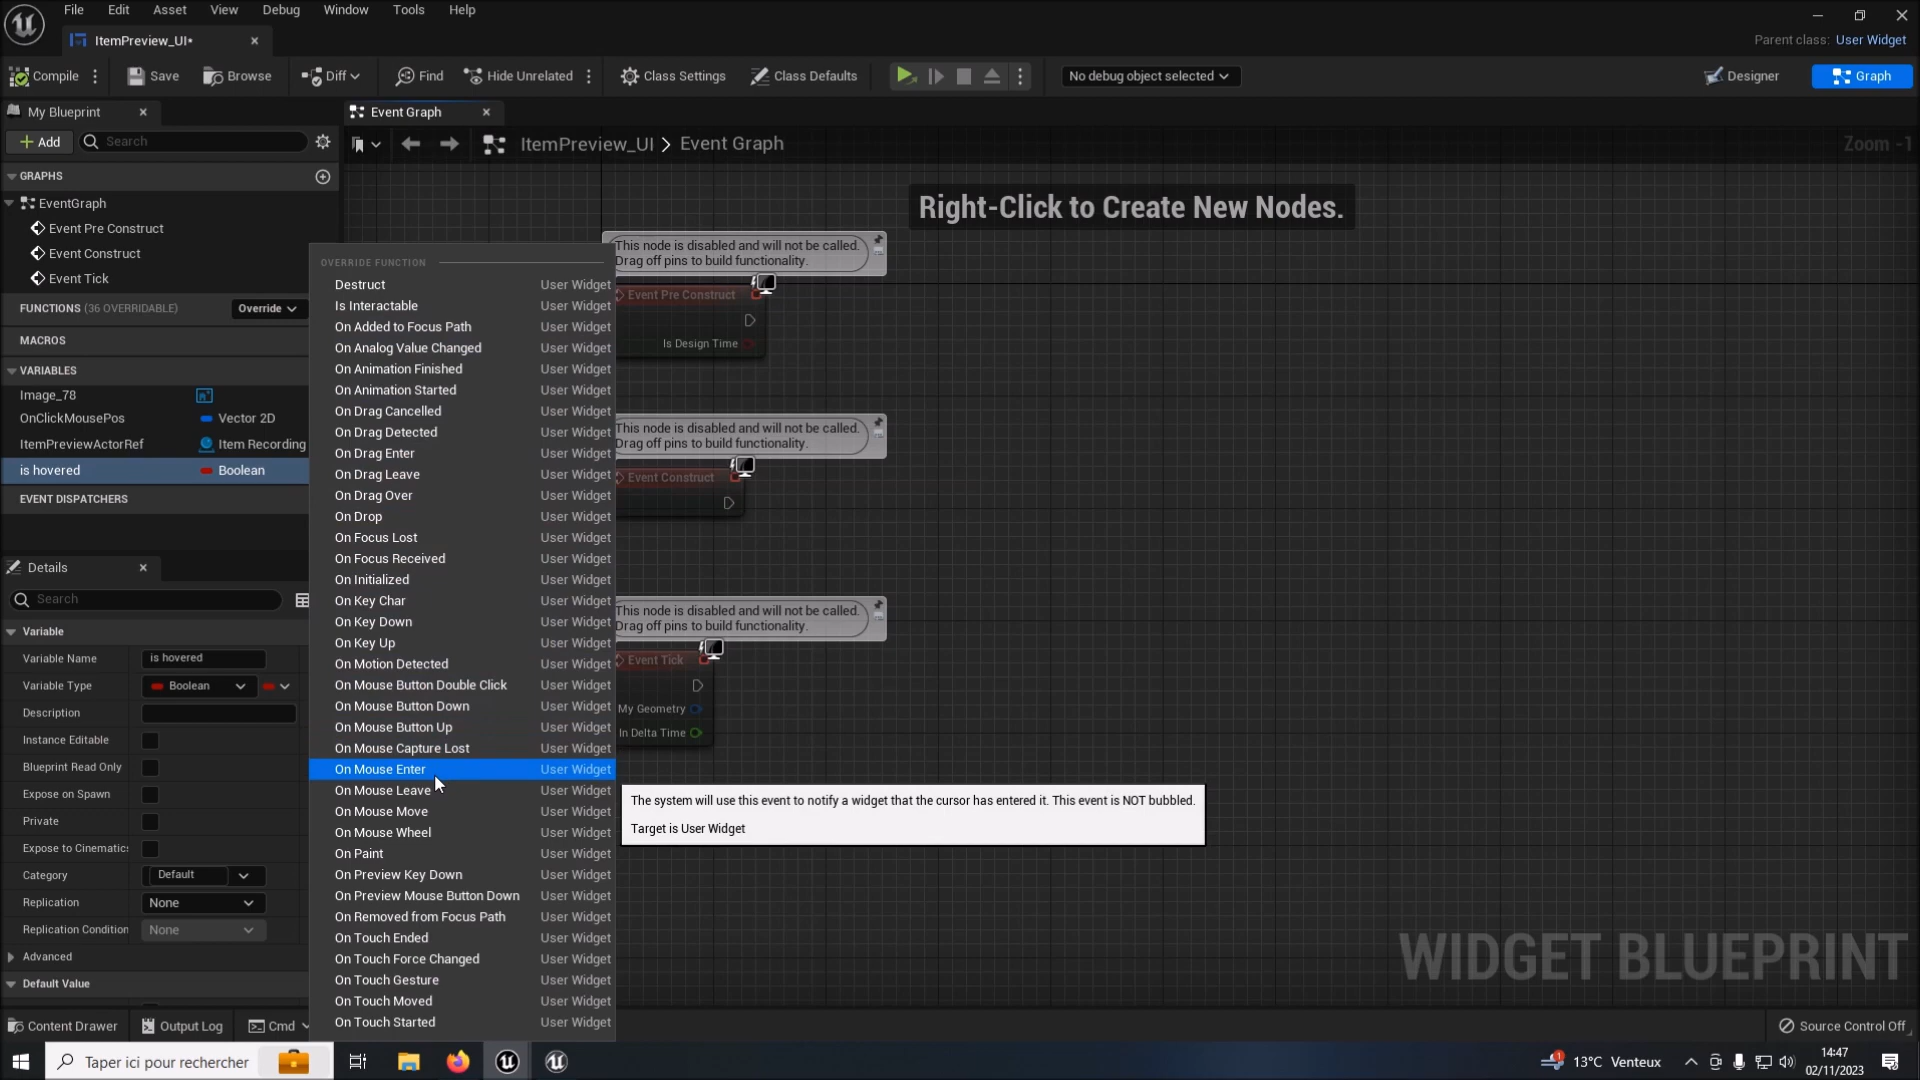 File Edit Asset View Debug Window Tools Help
ItemPreview_UI•
Parent class: User Widget
Compile Save Browse Diff Find Hide Unrelated Class Settings Class Defaults No debug object selected Designer Graph
My Blueprint
Event Graph
+ Add Search
ItemPreview_UI > Event Graph
Zoom -1
GRAPHS
EventGraph
Event Pre Construct
Event Construct
Event Tick
FUNCTIONS (36 OVERRIDABLE) Override
MACROS
VARIABLES
Image_78
OnClickMousePos Vector 2D
ItemPreviewActorRef Item Recording
is hovered Boolean
EVENT DISPATCHERS
Details
Search
Variable
Variable Name is hovered
Variable Type Boolean
Description
Instance Editable
Blueprint Read Only
Expose on Spawn
Private
Expose to Cinematics
Category Default
Replication None
Replication Condition None
Advanced
Default Value
OVERRIDE FUNCTION
Destruct User Widget
Is Interactable User Widget
On Added to Focus Path User Widget
On Analog Value Changed User Widget
On Animation Finished User Widget
On Animation Started User Widget
On Drag Cancelled User Widget
On Drag Detected User Widget
On Drag Enter User Widget
On Drag Leave User Widget
On Drag Over User Widget
On Drop User Widget
On Focus Lost User Widget
On Focus Received User Widget
On Initialized User Widget
On Key Char User Widget
On Key Down User Widget
On Key Up User Widget
On Motion Detected User Widget
On Mouse Button Double Click User Widget
On Mouse Button Down User Widget
On Mouse Button Up User Widget
On Mouse Capture Lost User Widget
On Mouse Enter User Widget
On Mouse Leave User Widget
On Mouse Move User Widget
On Mouse Wheel User Widget
On Paint User Widget
On Preview Key Down User Widget
On Preview Mouse Button Down User Widget
On Removed from Focus Path User Widget
On Touch Ended User Widget
On Touch Force Changed User Widget
On Touch Gesture User Widget
On Touch Moved User Widget
On Touch Started User Widget
Right-Click to Create New Nodes.
This node is disabled and will not be called.
Drag off pins to build functionality.
Event Pre Construct
Is Design Time
This node is disabled and will not be called.
Drag off pins to build functionality.
Event Construct
This node is disabled and will not be called.
Drag off pins to build functionality.
Event Tick
My Geometry
In Delta Time
The system will use this event to notify a widget that the cursor has entered it. This event is NOT bubbled.
Target is User Widget
WIDGET BLUEPRINT
Content Drawer Output Log Cmd Source Control Off
Taper ici pour rechercher
13°C Venteux
14:47
02/11/2023